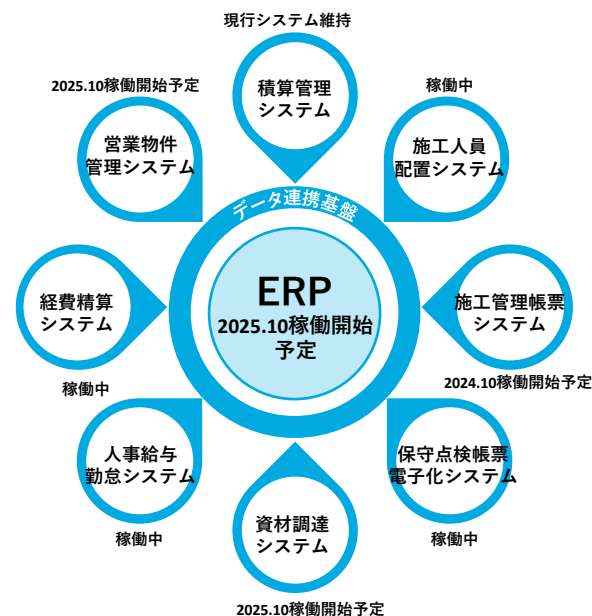 現行システム維持
積算管理
システム
2025.10稼働開始予定
営業物件
管理システム
稼働中
施工人員
配置システム
データ連携基盤
ERP
2025.10稼働開始
予定
経費精算
システム
稼働中
施工管理帳票
システム
2024.10稼働開始予定
人事給与
勤怠システム
稼働中
保守点検帳票
電子化システム
稼働中
資材調達
システム
2025.10稼働開始予定